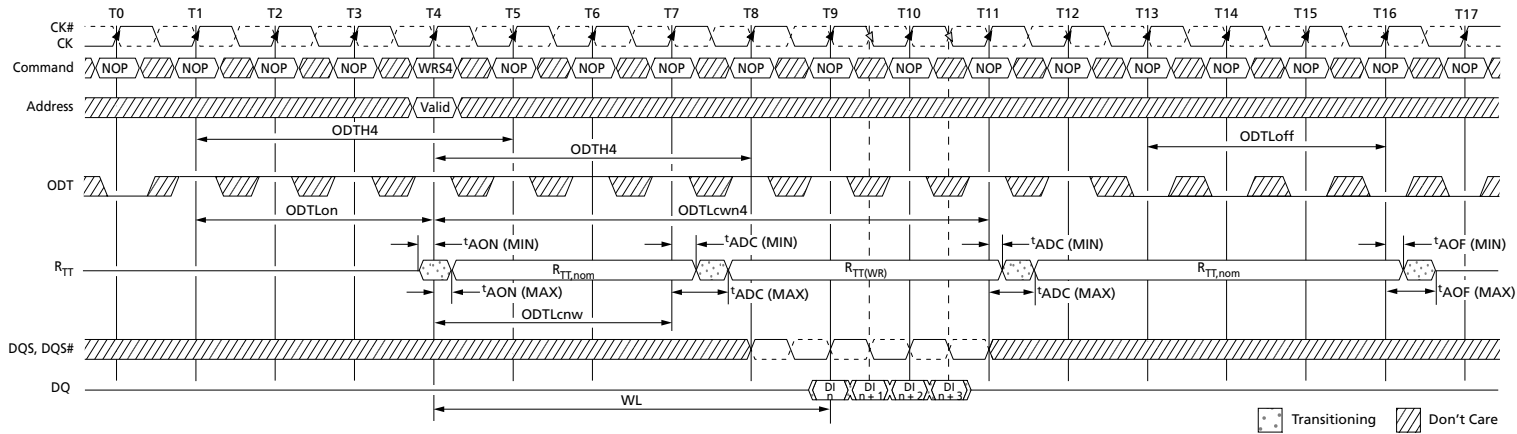 T0 T1 T2 T3 T4 T5 T6 T7 T8 T9 T10 T11 T12 T13 T14 T15 T16 T17
CK#
CK
Command NOP NOP NOP NOP WRS4 NOP NOP NOP NOP NOP NOP NOP NOP NOP NOP NOP NOP NOP
Address Valid
ODTH4 ODTLoff
ODTH4
ODT
ODTLon ODTLcwn4
tAON (MIN) tADC (MIN) tADC (MIN) tAOF (MIN)
RTT RTT,nom RTT(WR) RTT,nom
tAON (MAX) tADC (MAX) tADC (MAX) tAOF (MAX)
ODTLcnw
DQS, DQS#
DQ DI n DI n + 1 DI n + 2 DI n + 3
WL
Transitioning Don't Care